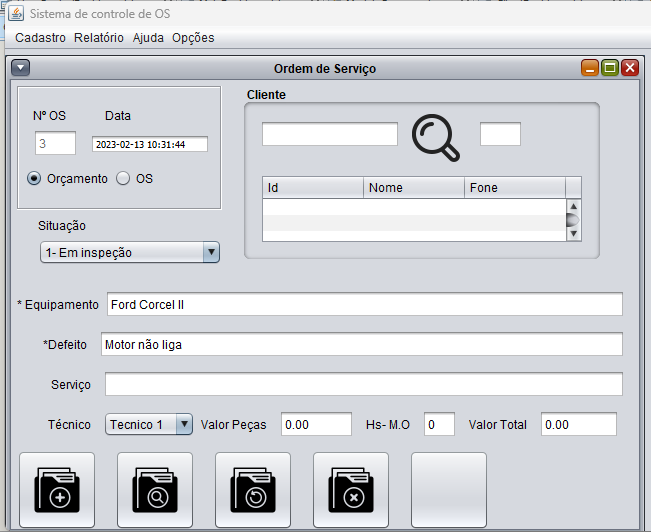 Sistema de controle de OS
Cadastro Relatório Ajuda Opções
Ordem de Serviço
Nº OS Data
3 2023-02-13 10:31:44
Orçamento OS
Situação
1- Em inspeção
Cliente
Id Nome Fone
* Equipamento Ford Corcel II
*Defeito Motor não liga
Serviço
Técnico Tecnico 1 Valor Peças 0.00 Hs- M.O 0 Valor Total 0.00